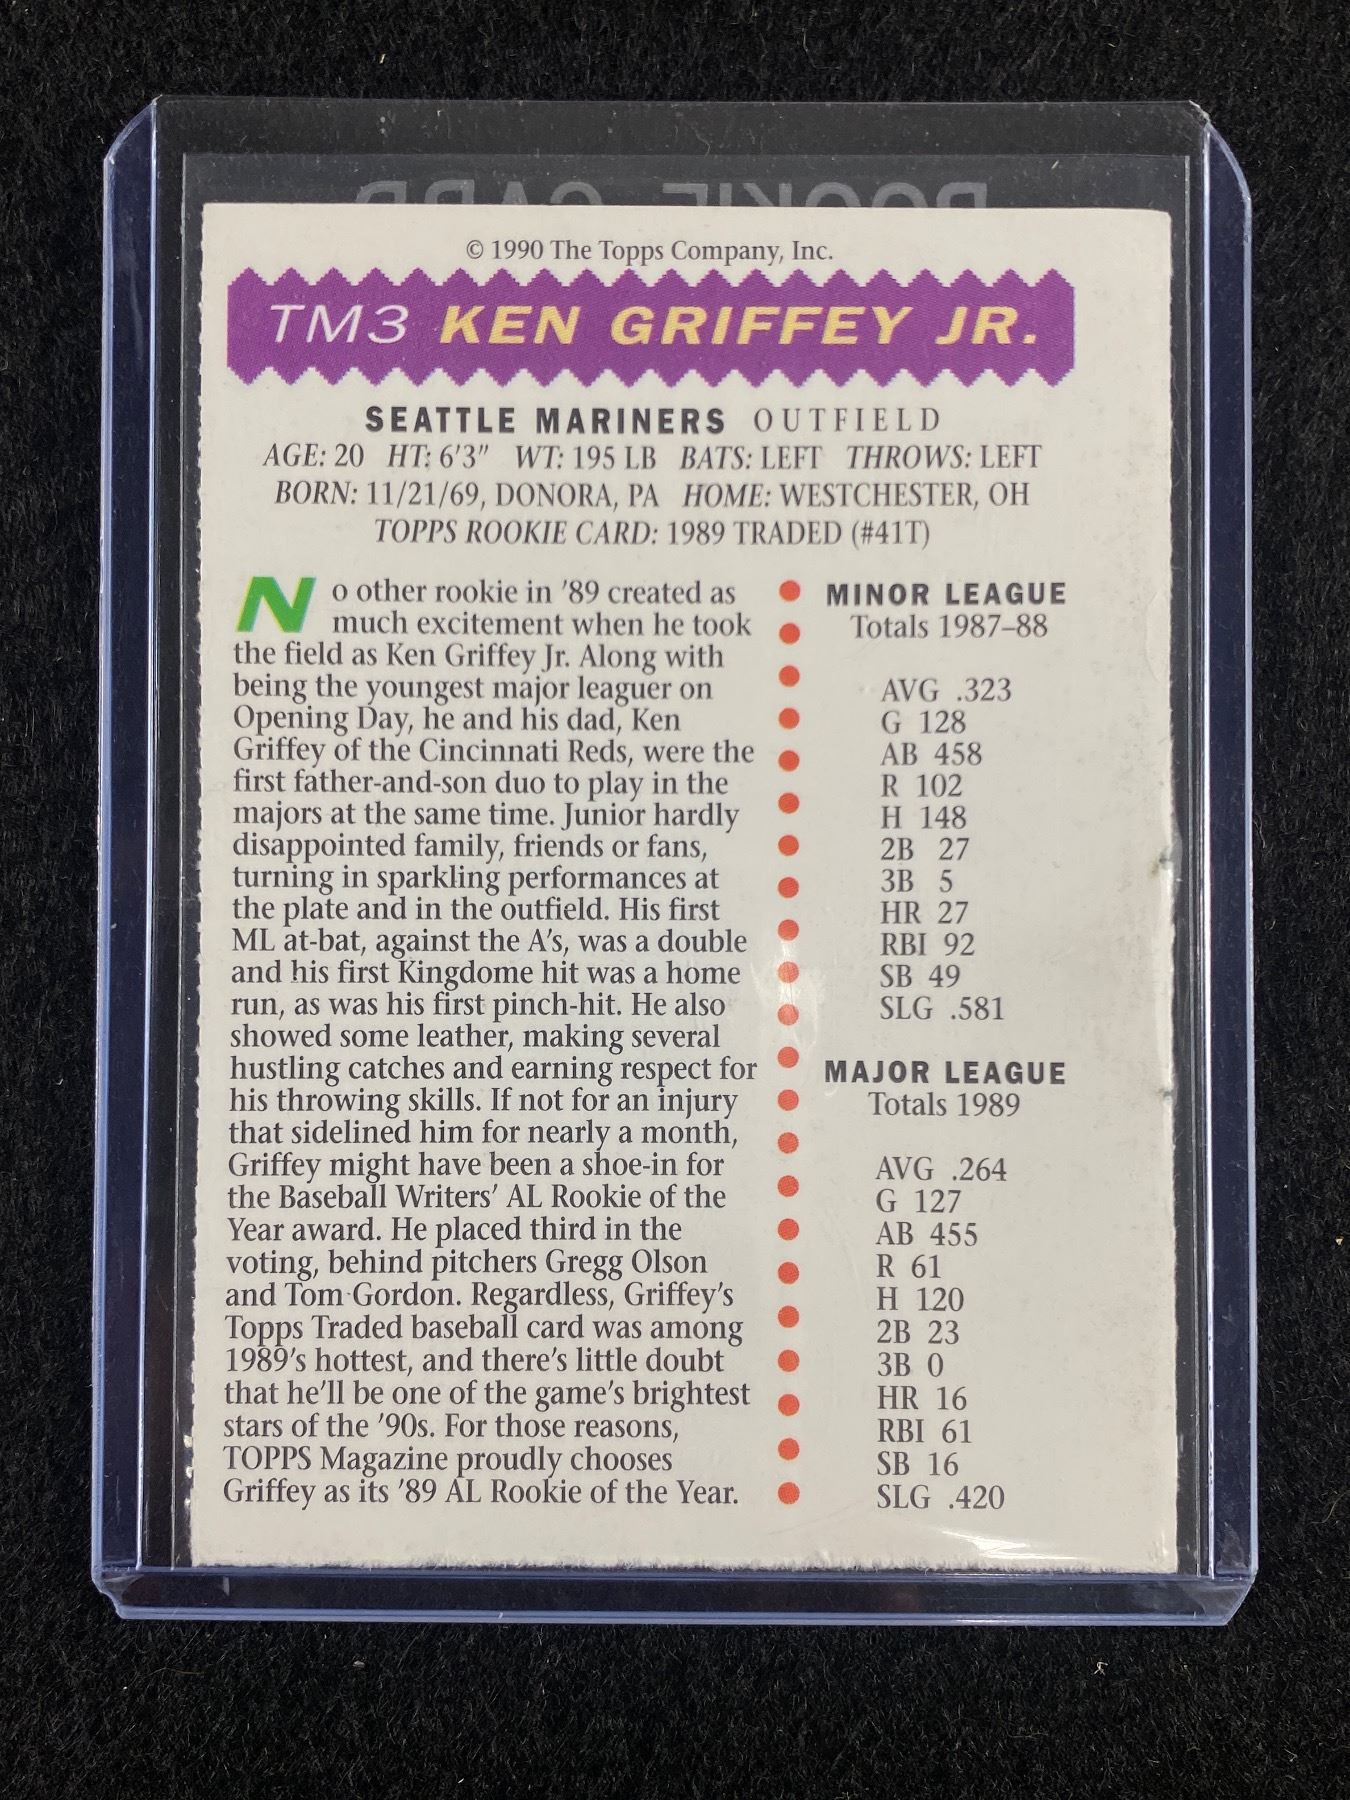 ROOKIE CARD
© 1990 The Topps Company, Inc.
TM3 KEN GRIFFEY JR.
SEATTLE MARINERS OUTFIELD
AGE: 20 HT: 6'3" WT: 195 LB BATS: LEFT THROWS: LEFT
BORN: 11/21/69, DONORA, PA HOME: WESTCHESTER, OH
TOPPS ROOKIE CARD: 1989 TRADED (#41T)
No other rookie in '89 created as
much excitement when he took
the field as Ken Griffey Jr. Along with
being the youngest major leaguer on
Opening Day, he and his dad, Ken
Griffey of the Cincinnati Reds, were the
first father-and-son duo to play in the
majors at the same time. Junior hardly
disappointed family, friends or fans,
turning in sparkling performances at
the plate and in the outfield. His first
ML at-bat, against the A's, was a double
and his first Kingdome hit was a home
run, as was his first pinch-hit. He also
showed some leather, making several
hustling catches and earning respect for
his throwing skills. If not for an injury
that sidelined him for nearly a month,
Griffey might have been a shoe-in for
the Baseball Writers' AL Rookie of the
Year award. He placed third in the
voting, behind pitchers Gregg Olson
and Tom Gordon. Regardless, Griffey's
Topps Traded baseball card was among
1989's hottest, and there's little doubt
that he'll be one of the game's brightest
stars of the '90s. For those reasons,
TOPPS Magazine proudly chooses
Griffey as its '89 AL Rookie of the Year.
MINOR LEAGUE
Totals 1987–88
AVG .323
G 128
AB 458
R 102
H 148
2B 27
3B 5
HR 27
RBI 92
SB 49
SLG .581
MAJOR LEAGUE
Totals 1989
AVG .264
G 127
AB 455
R 61
H 120
2B 23
3B 0
HR 16
RBI 61
SB 16
SLG .420